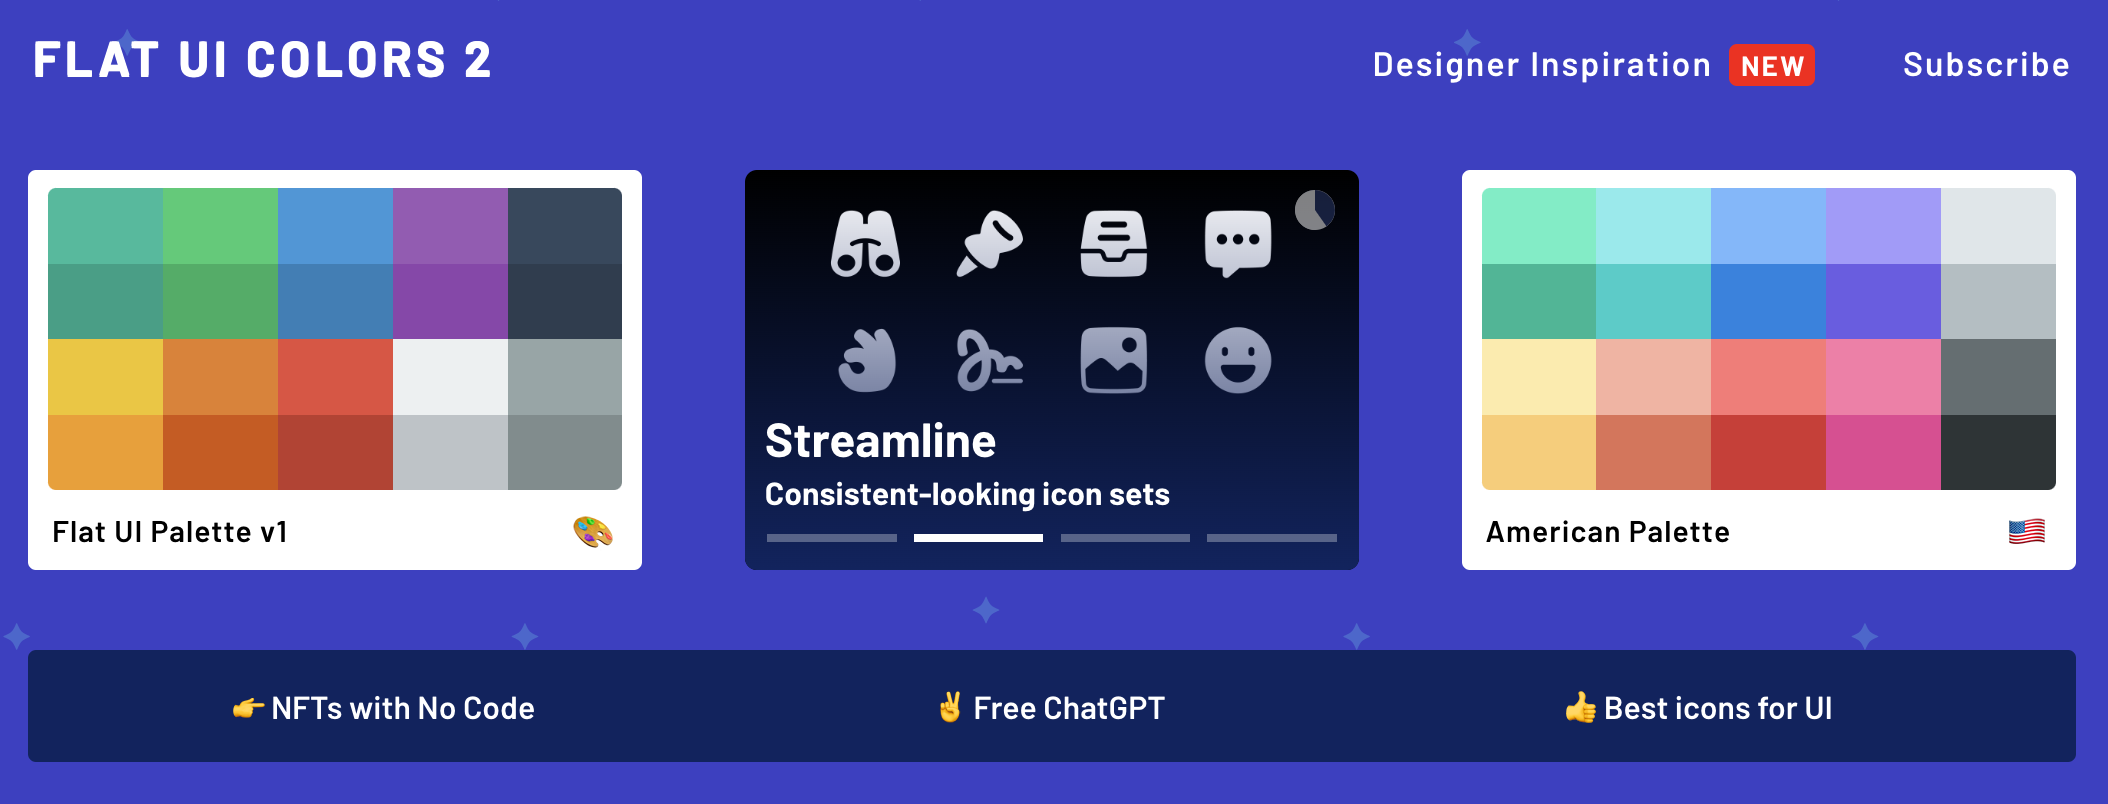 FLAT UI COLORS 2
Designer Inspiration NEW
Subscribe
Flat UI Palette v1
Streamline
Consistent-looking icon sets
American Palette
NFTs with No Code
Free ChatGPT
Best icons for UI